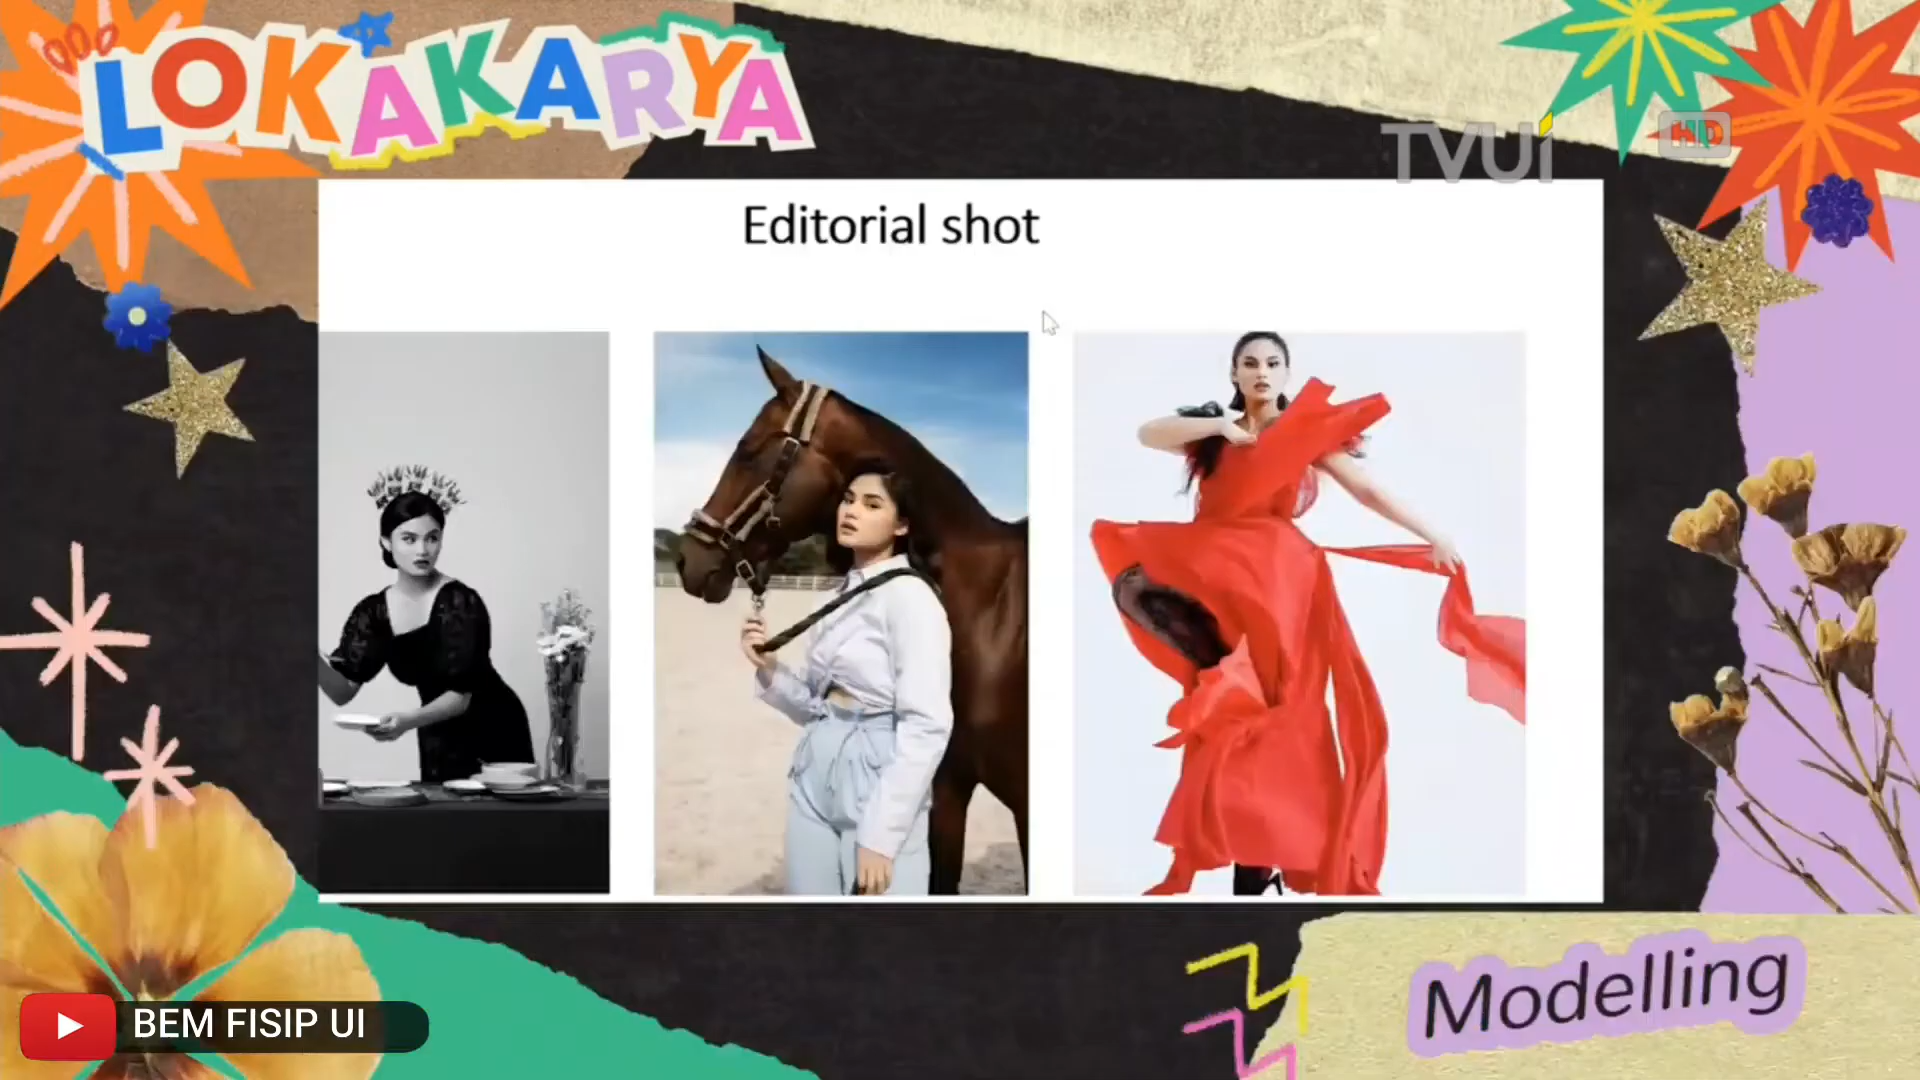 LOKAKARYA
TVUI
HD
Editorial shot
Modelling
BEM FISIP UI